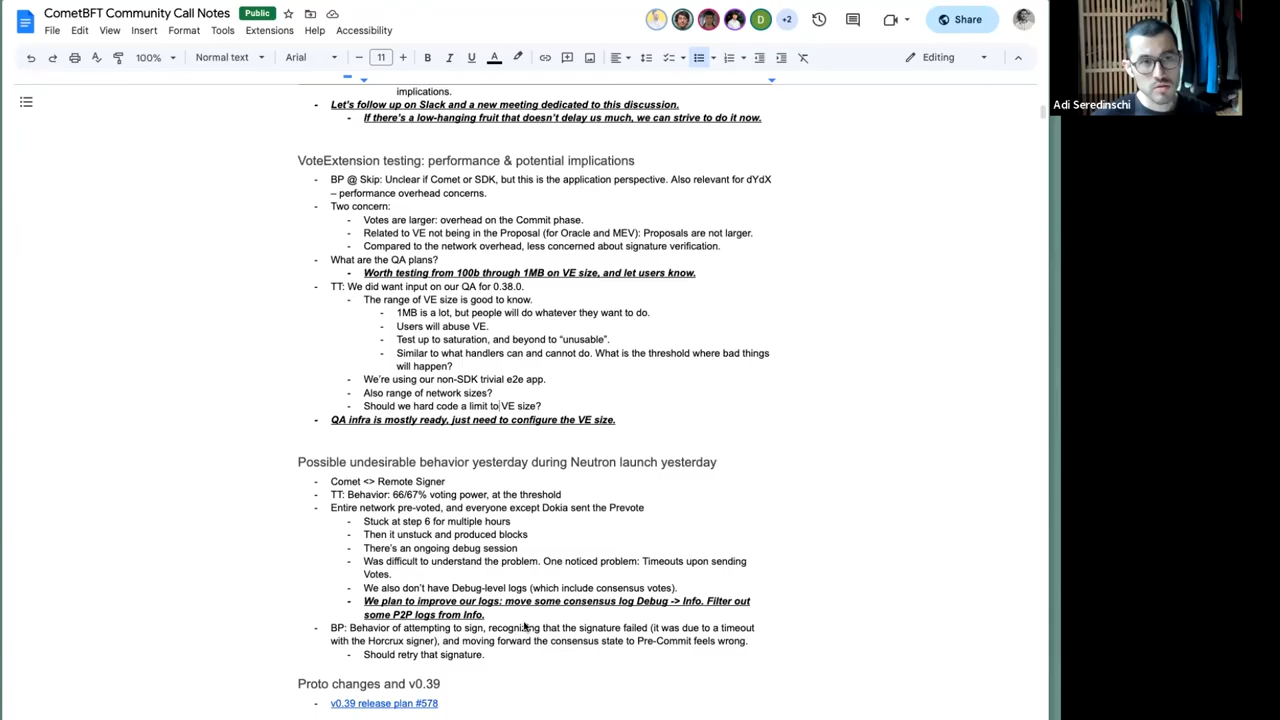 CometBFT Community Call Notes
Public
+2
Share
File Edit View Insert Format Tools Extensions Help Accessibility
100%
Normal text
Arial
11
Editing
D
Adi Seredinschi
implications.
- Let's follow up on Slack and a new meeting dedicated to this discussion.
- If there's a low-hanging fruit that doesn't delay us much, we can strive to do it now.
VoteExtension testing: performance & potential implications
- BP @ Skip: Unclear if Comet or SDK, but this is the application perspective. Also relevant for dYdX
– performance overhead concerns.
- Two concern:
- Votes are larger: overhead on the Commit phase.
- Related to VE not being in the Proposal (for Oracle and MEV): Proposals are not larger.
- Compared to the network overhead, less concerned about signature verification.
- What are the QA plans?
- Worth testing from 100b through 1MB on VE size, and let users know.
- TT: We did want input on our QA for 0.38.0.
- The range of VE size is good to know.
- 1MB is a lot, but people will do whatever they want to do.
- Users will abuse VE.
- Test up to saturation, and beyond to "unusable".
- Similar to what handlers can and cannot do. What is the threshold where bad things
will happen?
- We're using our non-SDK trivial e2e app.
- Also range of network sizes?
- Should we hard code a limit to VE size?
- QA infra is mostly ready, just need to configure the VE size.
Possible undesirable behavior yesterday during Neutron launch yesterday
- Comet <> Remote Signer
- TT: Behavior: 66/67% voting power, at the threshold
- Entire network pre-voted, and everyone except Dokia sent the Prevote
- Stuck at step 6 for multiple hours
- Then it unstuck and produced blocks
- There's an ongoing debug session
- Was difficult to understand the problem. One noticed problem: Timeouts upon sending
Votes.
- We also don't have Debug-level logs (which include consensus votes).
- We plan to improve our logs: move some consensus log Debug -> Info. Filter out
some P2P logs from Info.
- BP: Behavior of attempting to sign, recognizing that the signature failed (it was due to a timeout
with the Horcrux signer), and moving forward the consensus state to Pre-Commit feels wrong.
- Should retry that signature.
Proto changes and v0.39
- v0.39 release plan #578